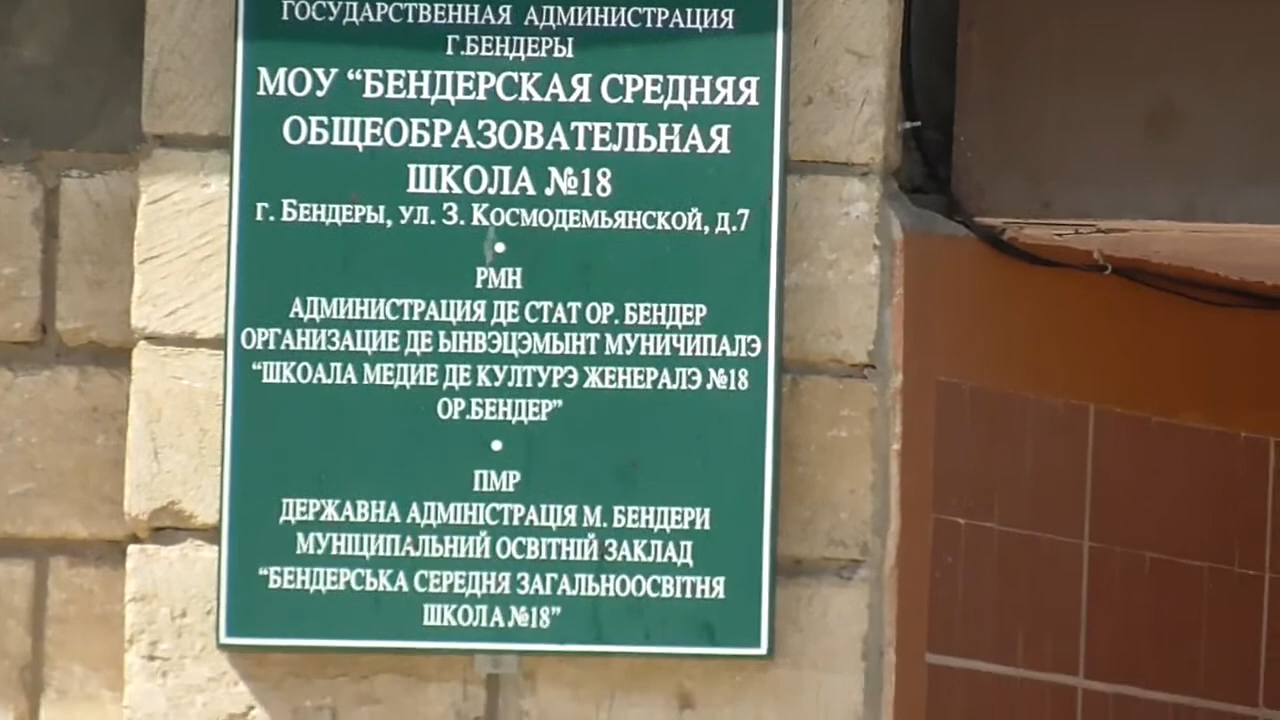 ГОСУДАРСТВЕННАЯ АДМИНИСТРАЦИЯ
Г.БЕНДЕРЫ
МОУ “БЕНДЕРСКАЯ СРЕДНЯЯ
ОБЩЕОБРАЗОВАТЕЛЬНАЯ
ШКОЛА №18
Г. БЕНДЕРЫ, УЛ. З. КОСМОДЕМЬЯНСКОЙ, Д.7
•
РМН
АДМИНИСТРАЦИЯ ДЕ СТАТ ОР. БЕНДЕР
ОРГАНИЗАЦИЕ ДЕ ЫНВЭЦЭМЫНТ МУНИЧИПАЛЭ
“ШКОАЛА МЕДИЕ ДЕ КУЛТУРЭ ЖЕНЕРАЛЭ №18
ОР.БЕНДЕР”
•
ПМР
ДЕРЖАВНА АДМІНІСТРАЦІЯ М. БЕНДЕРИ
МУНІЦИПАЛЬНИЙ ОСВІТНІЙ ЗАКЛАД
“БЕНДЕРСЬКА СЕРЕДНЯ ЗАГАЛЬНООСВІТНЯ
ШКОЛА №18”